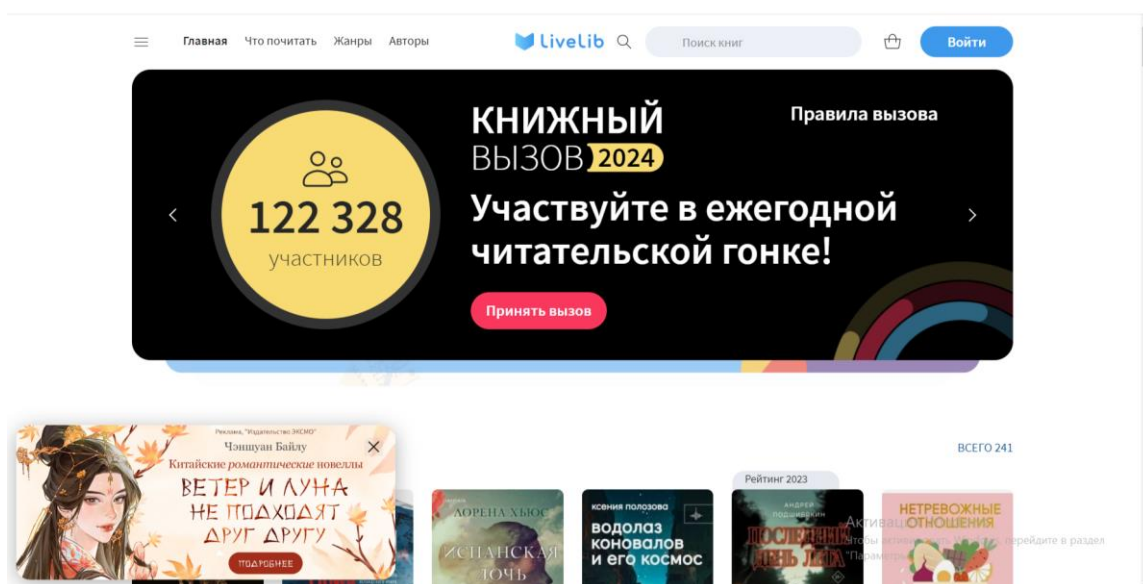 Главная Что почитать Жанры Авторы LiveLib Поиск книг Войти
КНИЖНЫЙ
ВЫЗОВ 2024
Правила вызова
122 328
участников
Участвуйте в ежегодной
читательской гонке!
Принять вызов
ВСЕГО 241
Реклама, "Издательство ЭКСМО"
Чэншуан Байлу
Китайские романтические новеллы
ВЕТЕР И ЛУНА
НЕ ПОДХОДЯТ
ДРУГ ДРУГУ
ПОДРОБНЕЕ
ЛОРЕНА ХЬЮС
ИСПАНСКАЯ
ДОЧЬ
ксения полозова
водолаз
коновалов
и его космос
Рейтинг 2023
АНДРЕЙ
ПОДШИБЯКИН
ПОСЛЕДНИЙ
ДЕНЬ ЛЕТА
НЕТРЕВОЖНЫЕ
ОТНОШЕНИЯ
перейдите в раздел